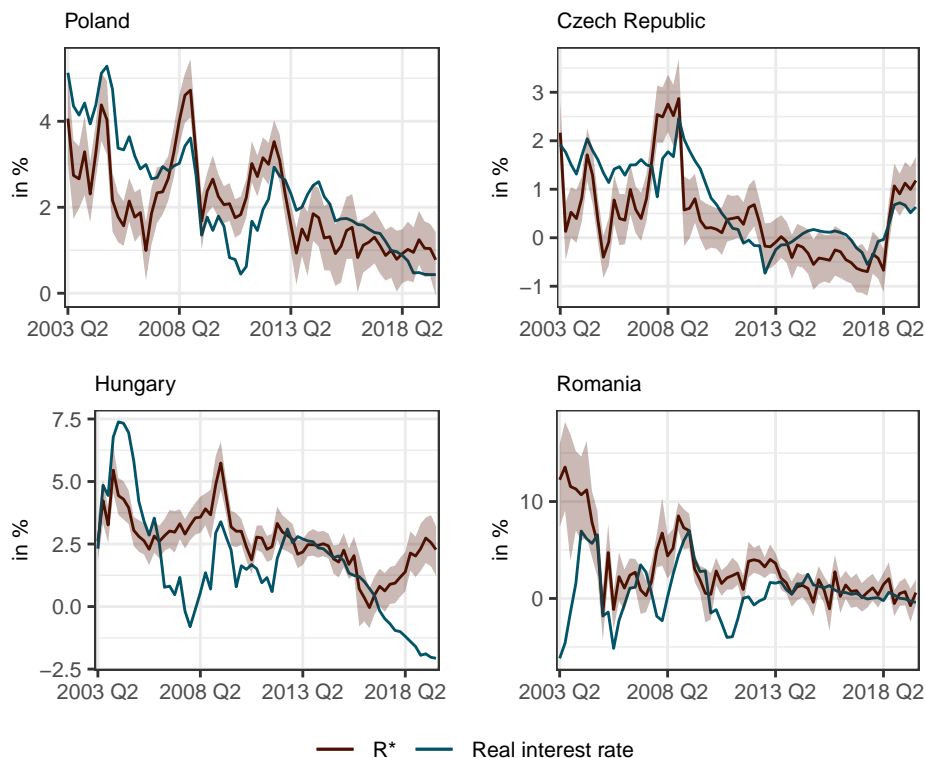 Poland
in %
4
2
0
2003 Q2 2008 Q2 2013 Q2 2018 Q2
Czech Republic
in %
3
2
1
0
−1
2003 Q2 2008 Q2 2013 Q2 2018 Q2
Hungary
in %
7.5
5.0
2.5
0.0
−2.5
2003 Q2 2008 Q2 2013 Q2 2018 Q2
Romania
in %
10
0
2003 Q2 2008 Q2 2013 Q2 2018 Q2
R* Real interest rate